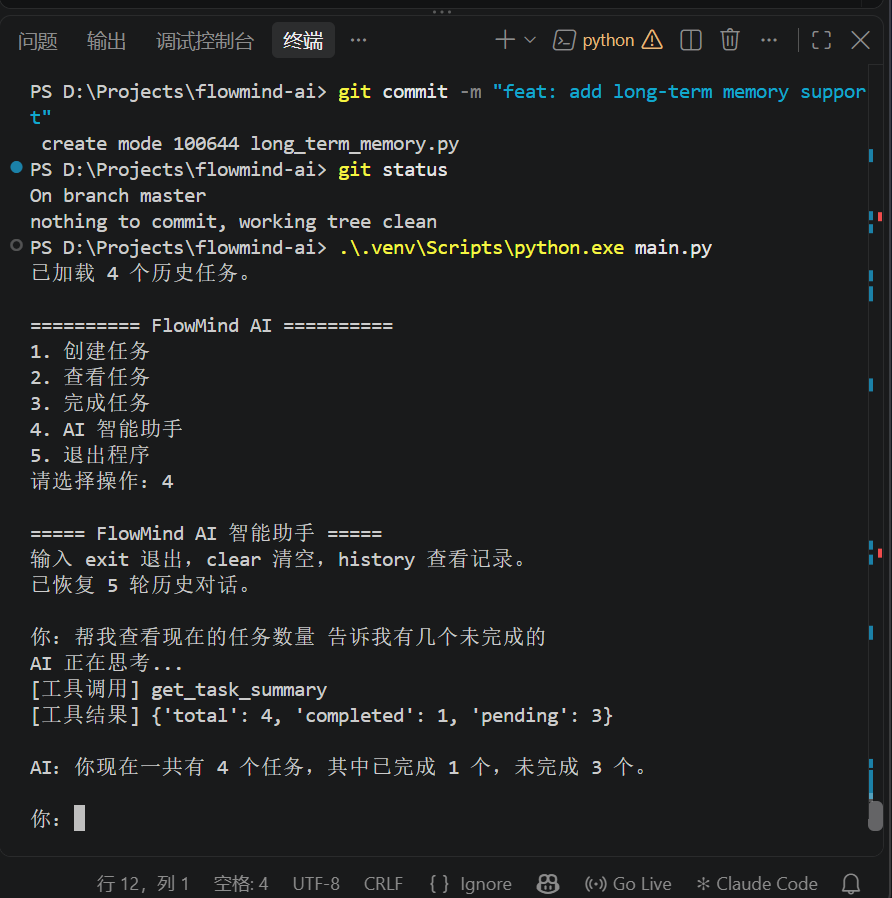 问题 输出 调试控制台 终端 python
PS D:\Projects\flowmind-ai> git commit -m "feat: add long-term memory suppor
t"
 create mode 100644 long_term_memory.py
PS D:\Projects\flowmind-ai> git status
On branch master
nothing to commit, working tree clean
PS D:\Projects\flowmind-ai> .\.venv\Scripts\python.exe main.py
已加载 4 个历史任务。
========== FlowMind AI ==========
1. 创建任务
2. 查看任务
3. 完成任务
4. AI 智能助手
5. 退出程序
请选择操作：4
===== FlowMind AI 智能助手 =====
输入 exit 退出，clear 清空，history 查看记录。
已恢复 5 轮历史对话。
你：帮我查看现在的任务数量 告诉我有几个未完成的
AI 正在思考...
[工具调用] get_task_summary
[工具结果] {'total': 4, 'completed': 1, 'pending': 3}
AI：你现在一共有 4 个任务，其中已完成 1 个，未完成 3 个。
你：
行 12，列 1 空格: 4 UTF-8 CRLF {} Ignore Go Live Claude Code